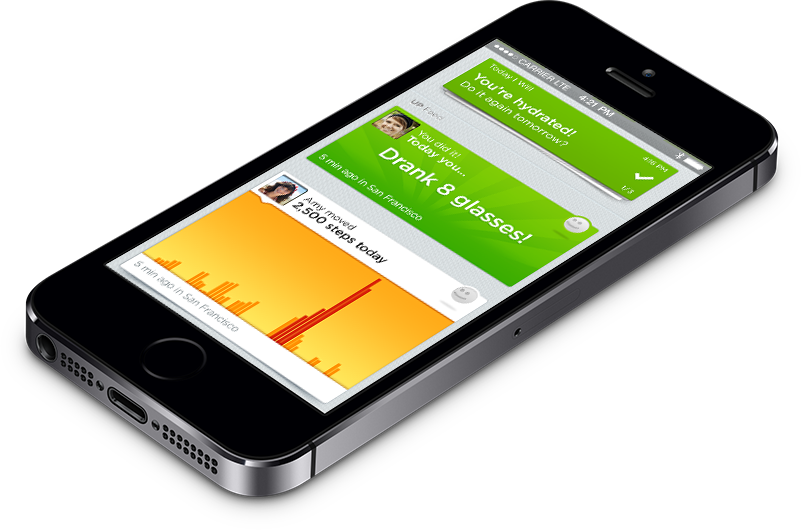 CARRIER LTE 4:21 PM
Today I Will
You're hydrated!
Do it again tomorrow?
4:16 PM
1/3
UP Feed
You did it!
Today you...
Drank 8 glasses!
5 min ago in San Francisco
Amy moved
2,500 steps today
5 min ago in San Francisco